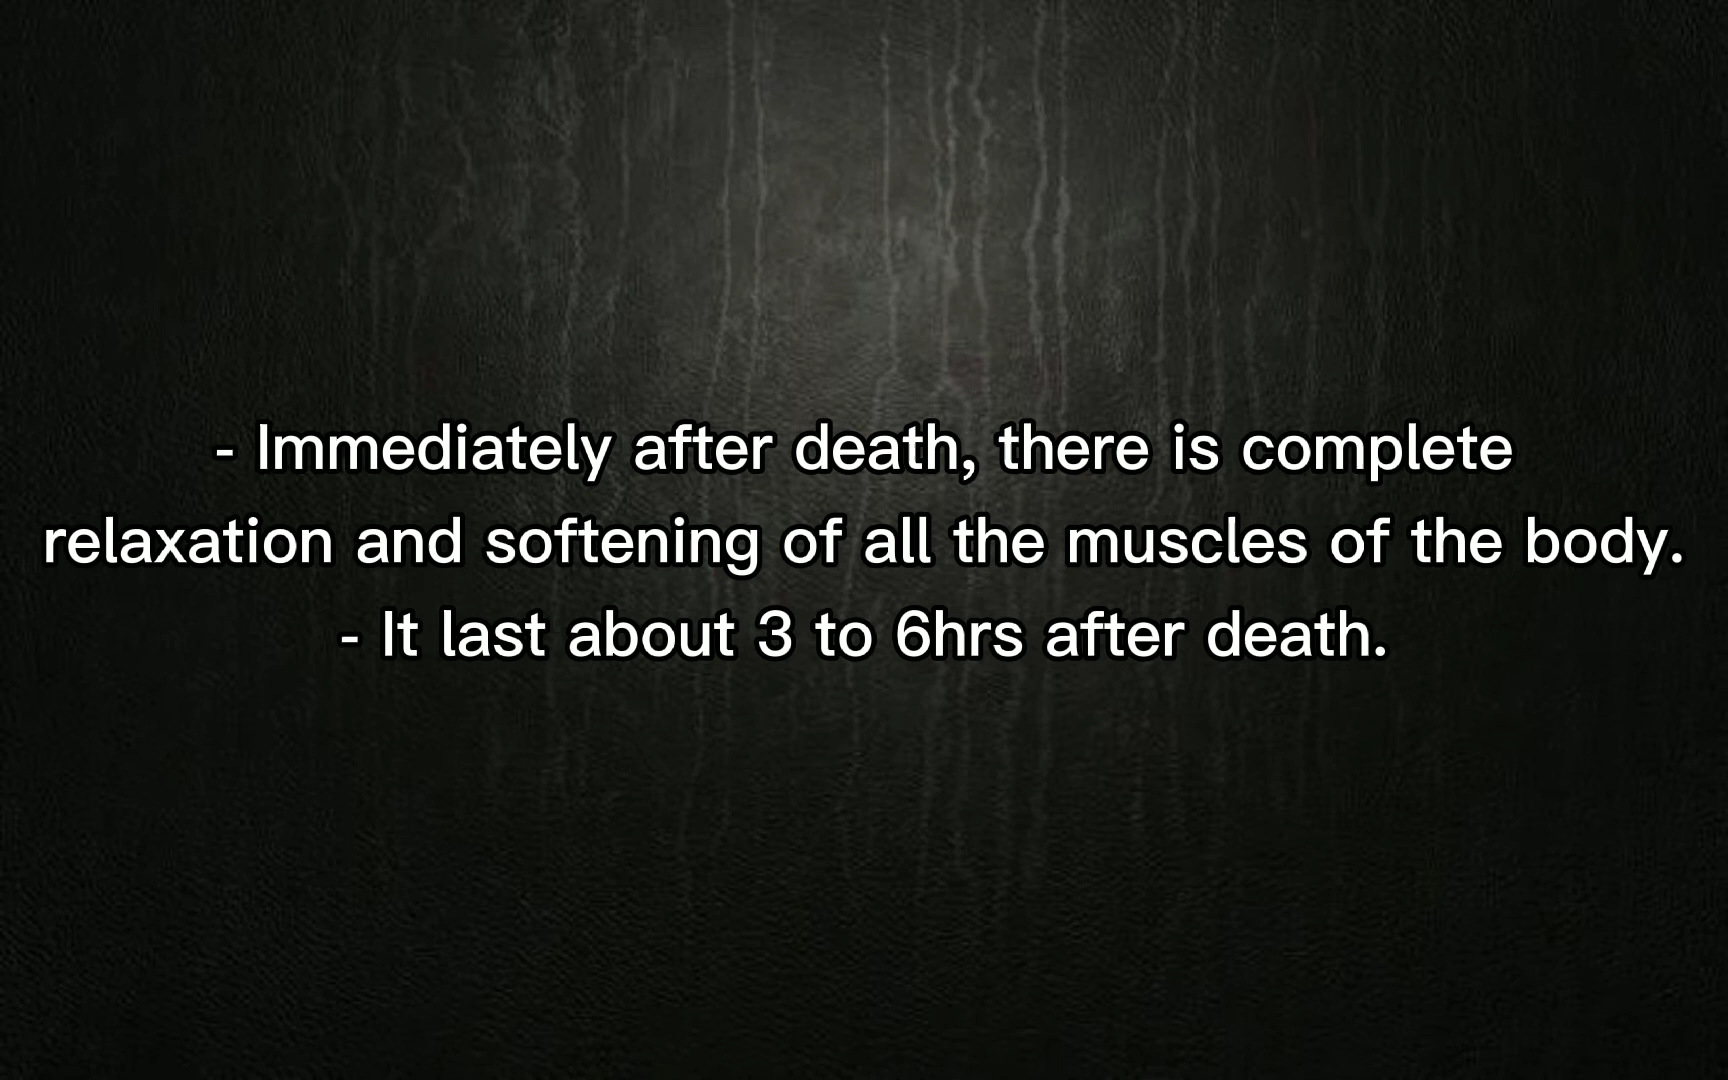 - Immediately after death, there is complete
relaxation and softening of all the muscles of the body.
- It last about 3 to 6hrs after death.